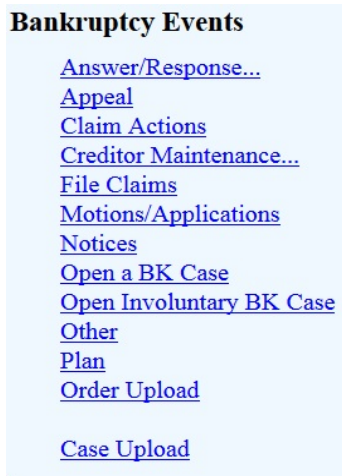 Bankruptcy Events
Answer/Response...
Appeal
Claim Actions
Creditor Maintenance...
File Claims
Motions/Applications
Notices
Open a BK Case
Open Involuntary BK Case
Other
Plan
Order Upload
Case Upload